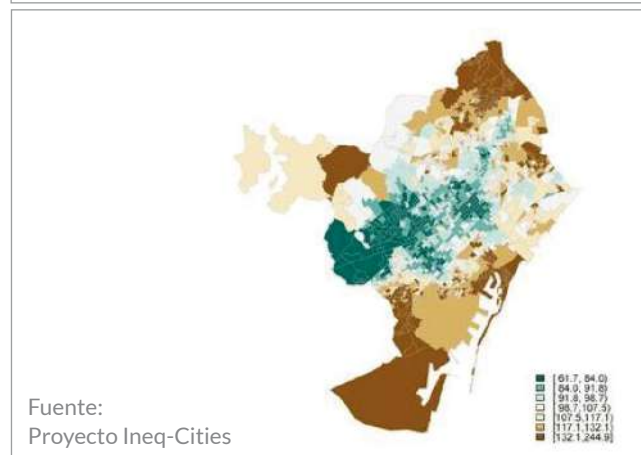 Fuente:
Proyecto Ineq-Cities
[ 61.7, 84.0)
[ 84.0, 91.8)
[ 91.8, 98.7)
[ 98.7,107.5)
[107.5,117.1)
[117.1,132.1)
[132.1,244.9]